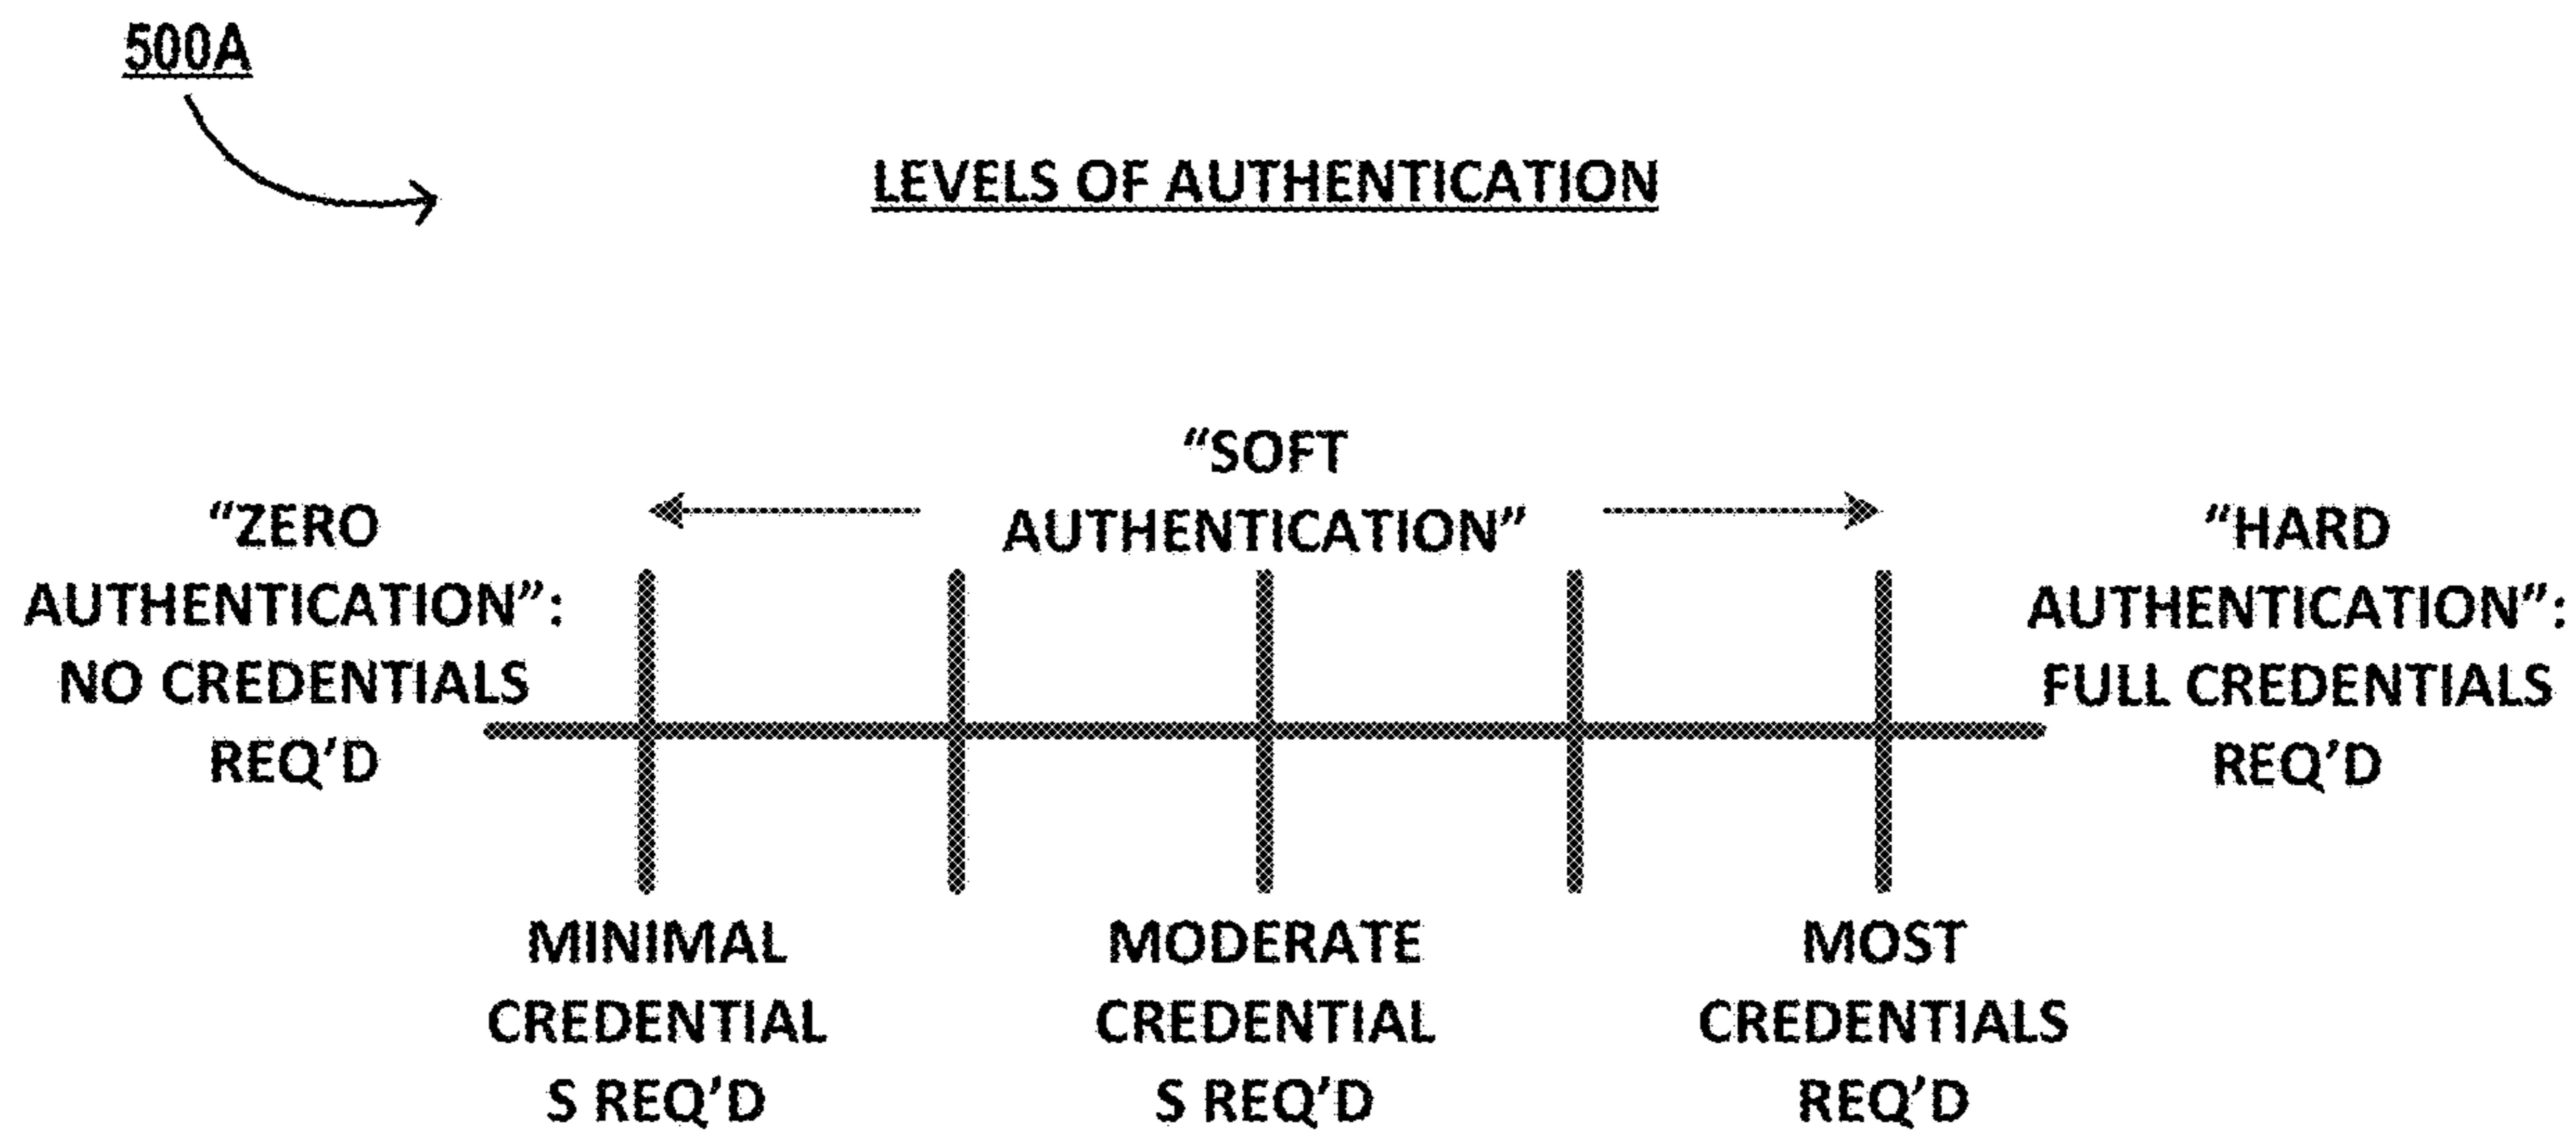 500A
LEVELS OF AUTHENTICATION
“ZERO
AUTHENTICATION”:
NO CREDENTIALS
REQ’D
“SOFT
AUTHENTICATION”
“HARD
AUTHENTICATION”:
FULL CREDENTIALS
REQ’D
MINIMAL
CREDENTIAL
S REQ’D
MODERATE
CREDENTIAL
S REQ’D
MOST
CREDENTIALS
REQ’D